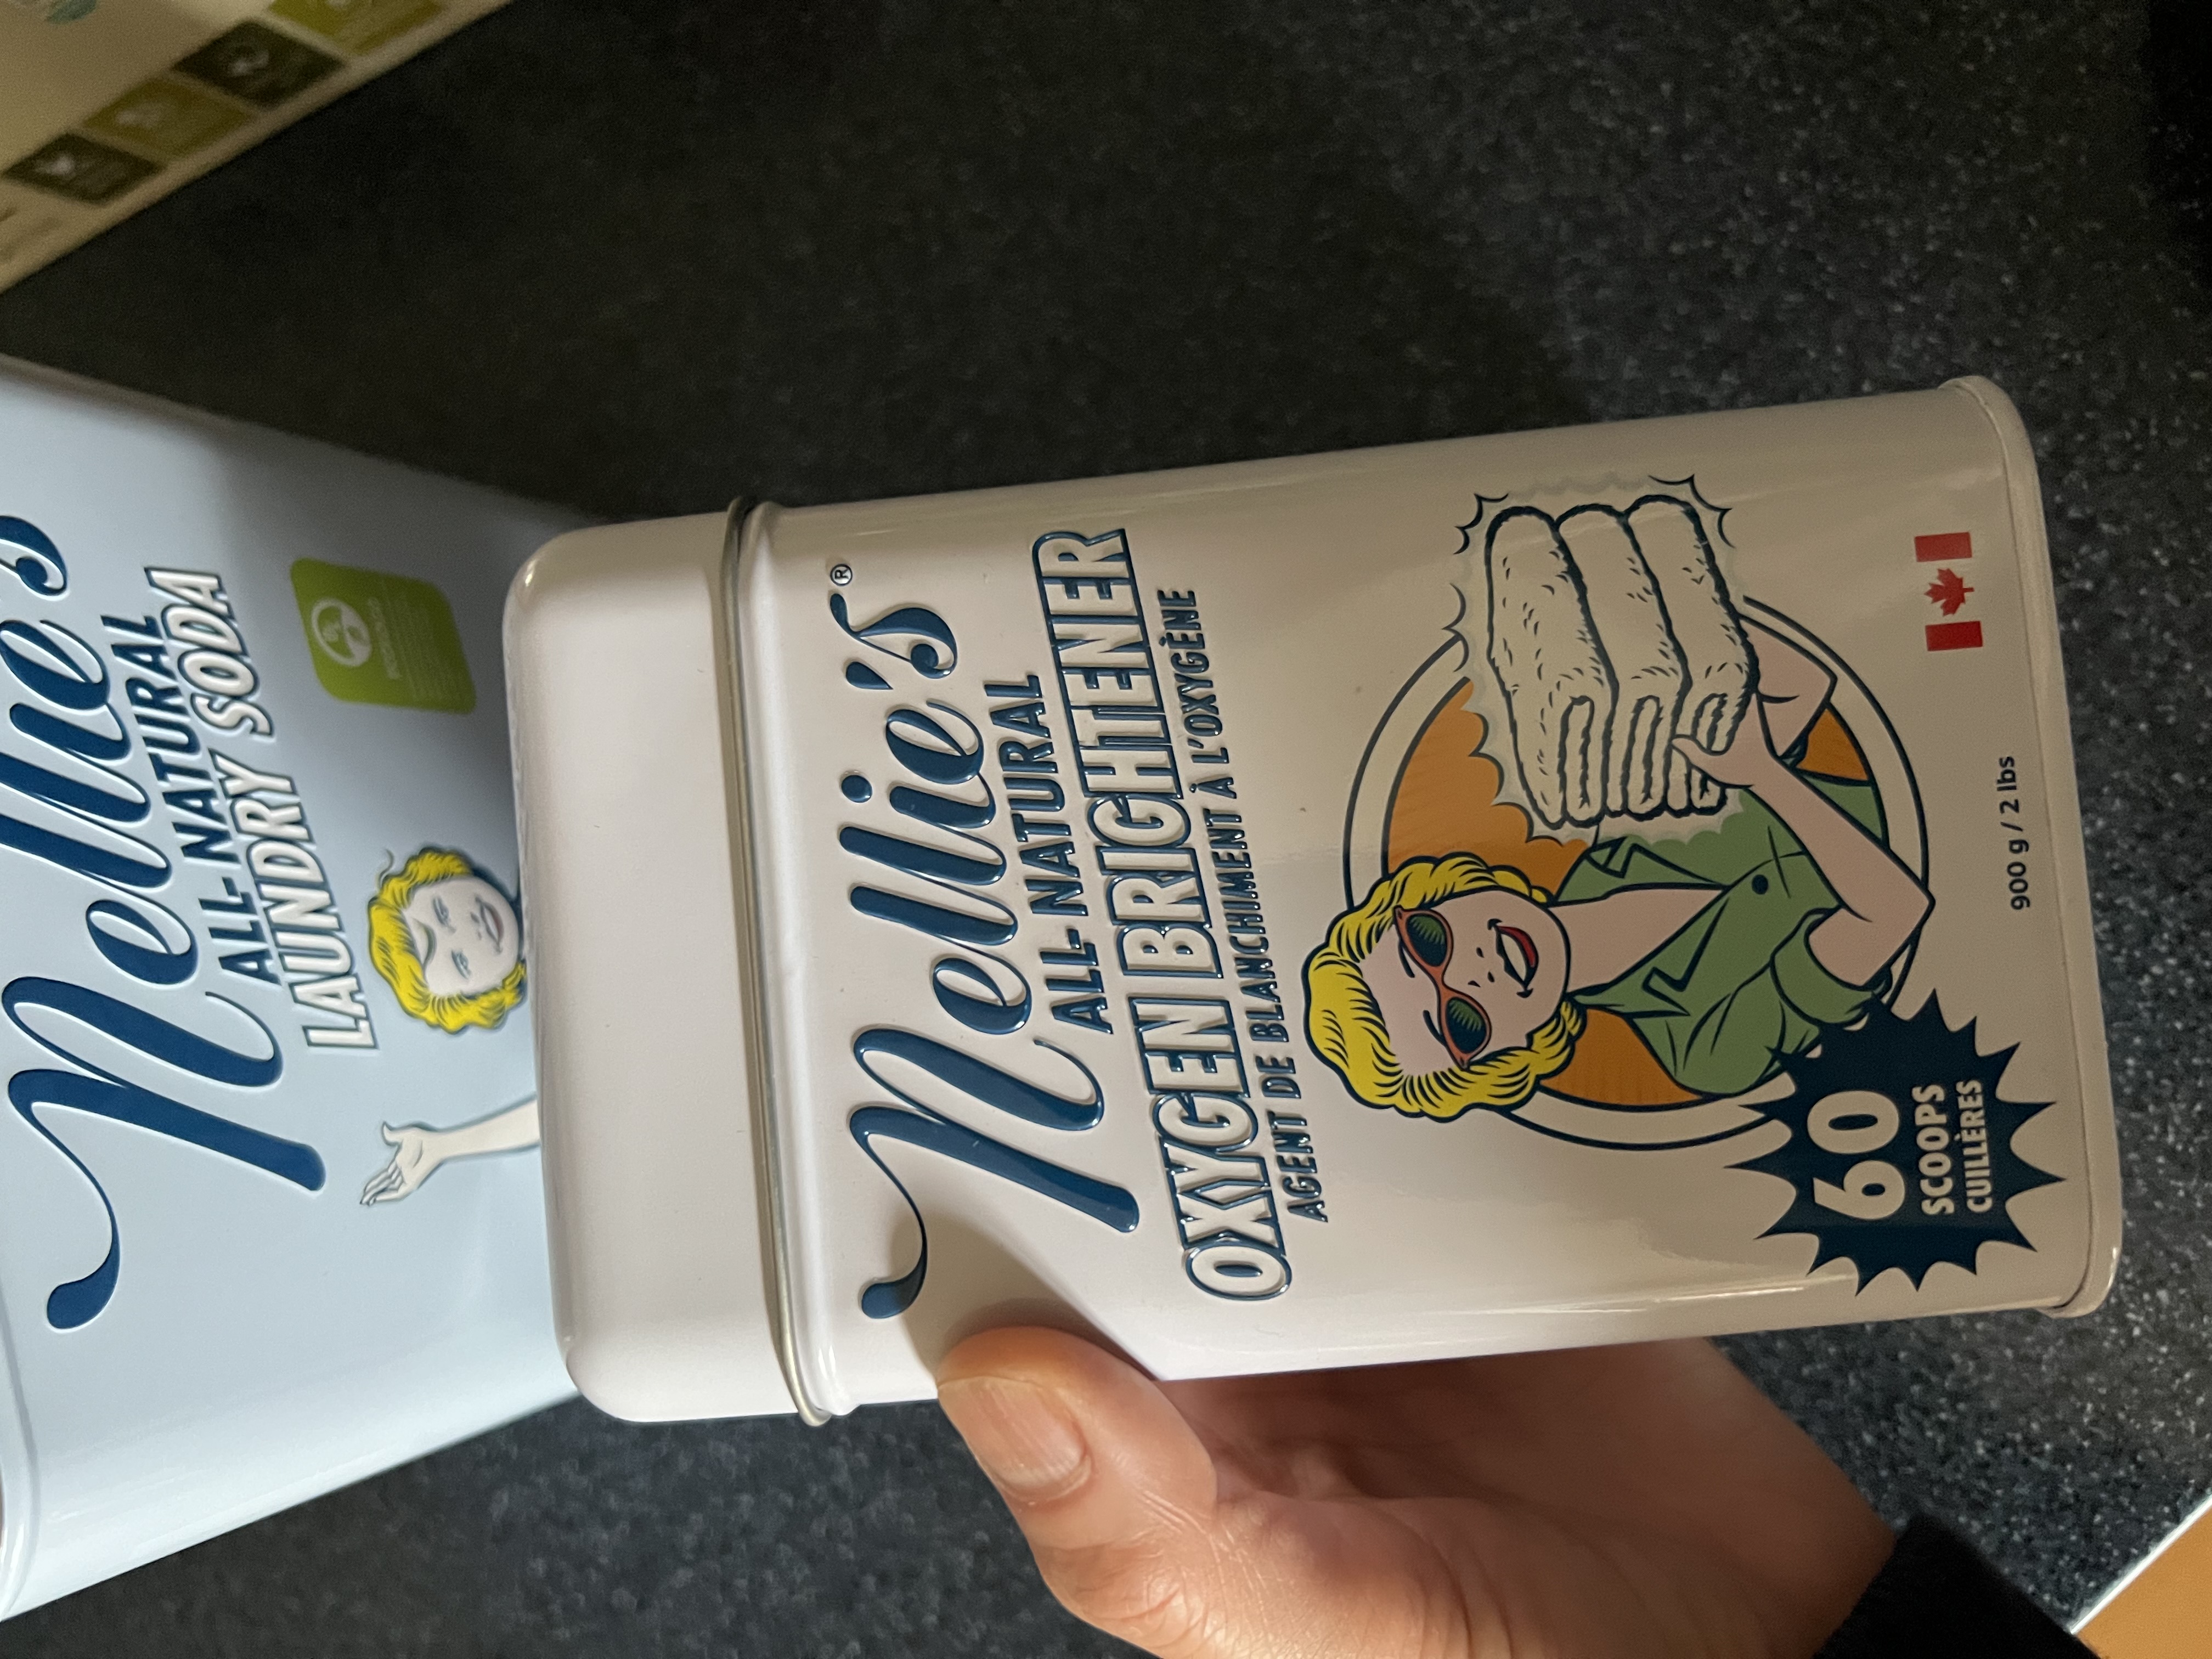 Nellie's®
ALL-NATURAL
OXYGEN BRIGHTENER
AGENT DE BLANCHIMENT À L'OXYGÈNE
60
SCOOPS
CUILLÈRES
900 g / 2 lbs
ALL-NATURAL
LAUNDRY SODA